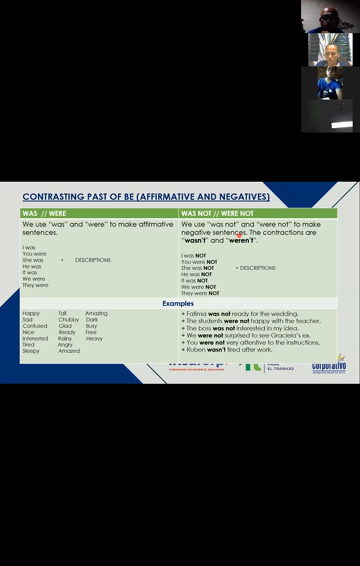 CONTRASTING PAST OF BE (AFFIRMATIVE AND NEGATIVES)
WAS // WERE
We use “was” and “were” to make affirmative
sentences.
I was
You were
She was + DESCRIPTIONS
He was
It was
We were
They were
WAS NOT // WERE NOT
We use “was not” and “were not” to make
negative sentences. The contractions are
“wasn’t” and “weren’t”.
I was NOT
You were NOT
She was NOT + DESCRIPTIONS
He was NOT
It was NOT
We were NOT
They were NOT
Examples
Happy Tall Amazing
Sad Chubby Dark
Confused Glad Busy
Nice Ready Free
Interested Rainy Heavy
Tired Angry
Sleepy Amazed
+ Fatima was not ready for the wedding.
+ The students were not happy with the teacher.
+ The boss was not interested in my idea.
+ We were not surprised to see Graciela’s ex.
+ You were not very attentive to the instructions.
+ Ruben wasn’t tired after work.
EL TRABAJO
corporativo